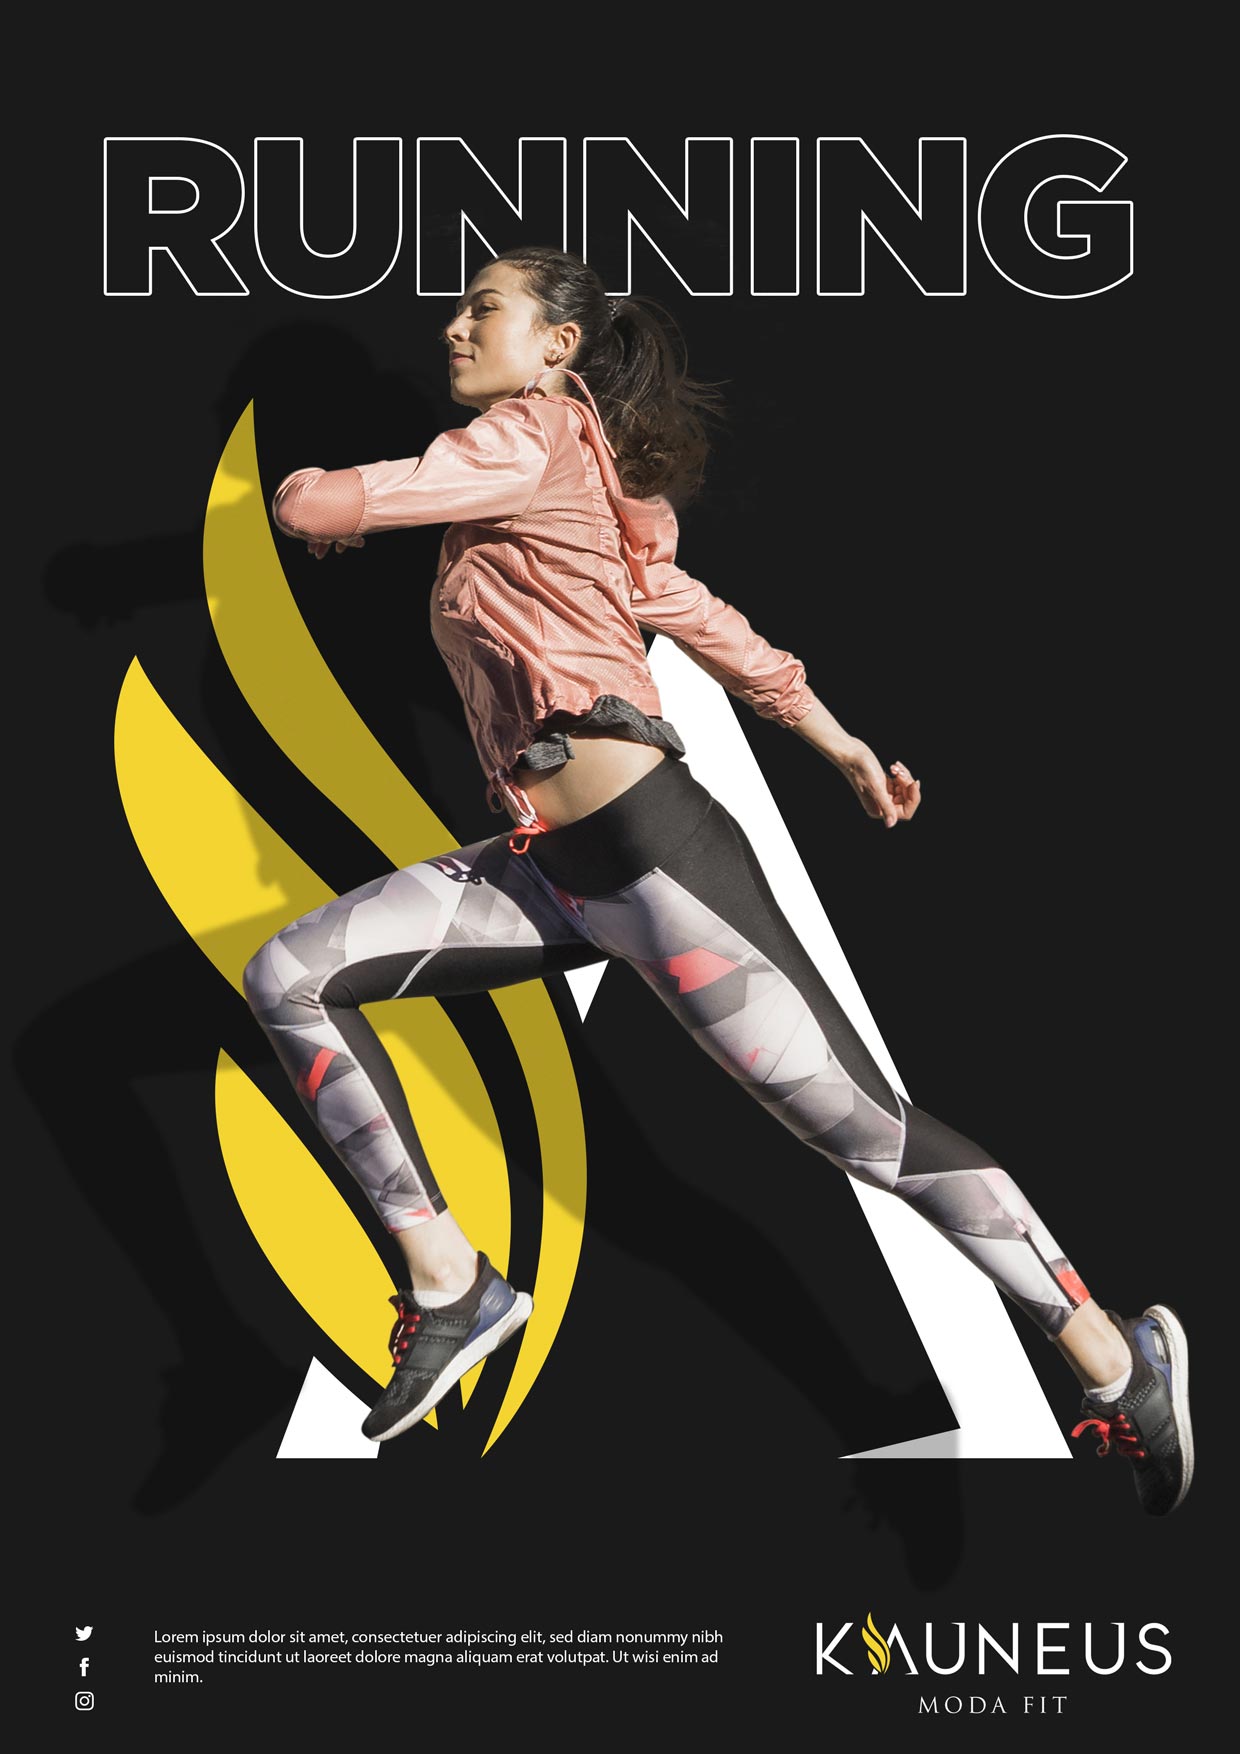 RUNNING
Lorem ipsum dolor sit amet, consectetuer adipiscing elit, sed diam nonummy nibh
euismod tincidunt ut laoreet dolore magna aliquam erat volutpat. Ut wisi enim ad
minim.
KAUNEUS
MODA FIT